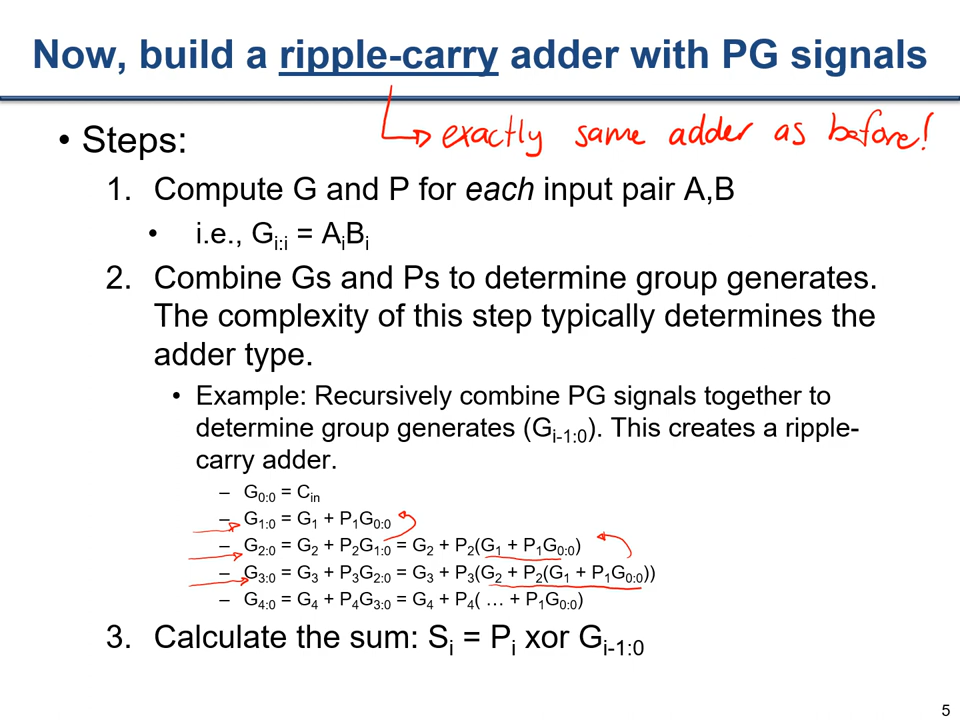 Now, build a ripple-carry adder with PG signals
exactly same adder as before!
• Steps:
1. Compute G and P for each input pair A,B
• i.e., Gi:i = AiBi
2. Combine Gs and Ps to determine group generates.
The complexity of this step typically determines the
adder type.
• Example: Recursively combine PG signals together to
determine group generates (Gi-1:0). This creates a ripple-
carry adder.
– G0:0 = Cin
– G1:0 = G1 + P1G0:0
– G2:0 = G2 + P2G1:0 = G2 + P2(G1 + P1G0:0)
– G3:0 = G3 + P3G2:0 = G3 + P3(G2 + P2(G1 + P1G0:0))
– G4:0 = G4 + P4G3:0 = G4 + P4( … + P1G0:0)
3. Calculate the sum: Si = Pi xor Gi-1:0
5